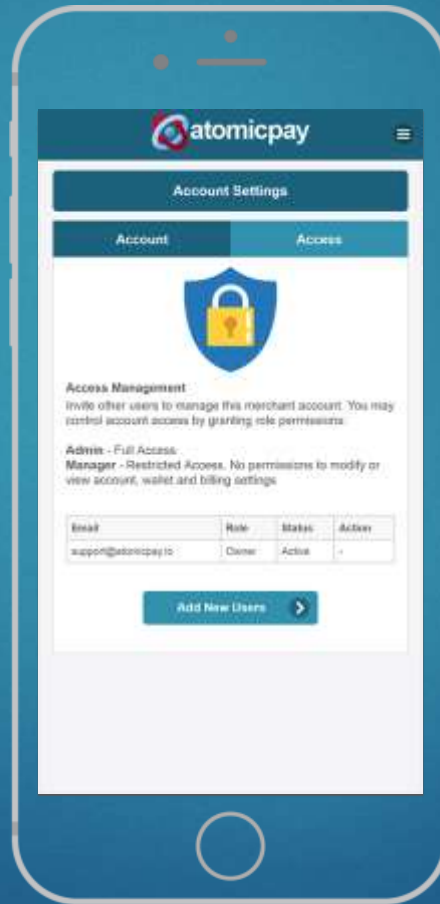 atomicpay
Account Settings
Account Access
Access Management
Invite other users to manage this merchant account. You may
control account access by granting role permissions.
Admin - Full Access
Manager - Restricted Access. No permissions to modify or
view account, wallet and billing settings
Email Role Status Action
support@atomicpay.io Owner Active -
Add New Users